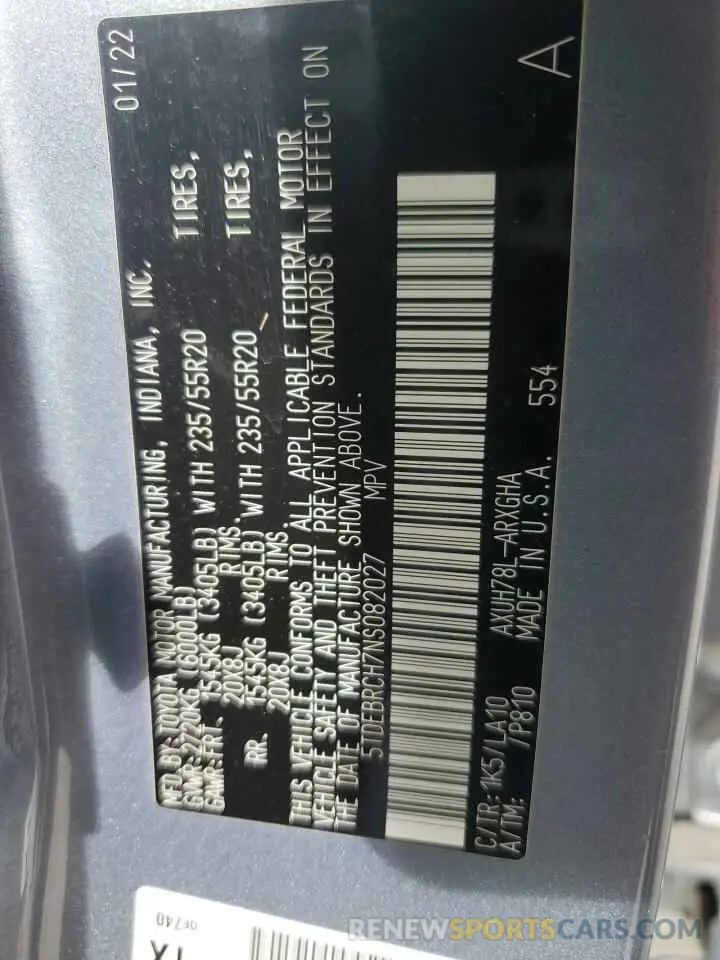 MFD BY: TOYOTA MOTOR MANUFACTURING, INDIANA, INC. 01/22
GVWR: 2720KG (6000LB)
GAWR: FRT. 1545KG (3405LB) WITH 235/55R20 TIRES,
20X8J RIMS.
RR. 1545KG (3405LB) WITH 235/55R20 TIRES,
20X8J RIMS.
THIS VEHICLE CONFORMS TO ALL APPLICABLE FEDERAL MOTOR
VEHICLE SAFETY AND THEFT PREVENTION STANDARDS IN EFFECT ON
THE DATE OF MANUFACTURE SHOWN ABOVE.
5TDEBRCH7NS082027 MPV
C/TR: 1K5/LA10 AXUH78L-ARXGHA A
A/TM: /P810 MADE IN U.S.A. 554
0F740
TX
RENEWSPORTSCARS.COM